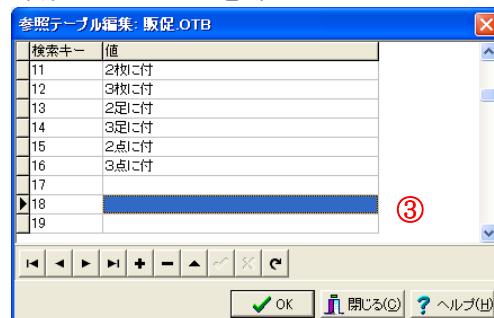 参照テーブル編集: 販促.OTB
検索キー 値
11 2枚に付
12 3枚に付
13 2足に付
14 3足に付
15 2点に付
16 3点に付
17
18
19
③
OK 閉じる(C) ヘルプ(H)